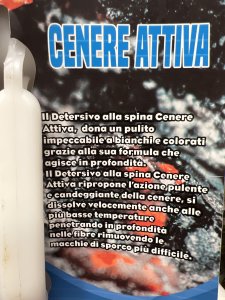 CENERE ATTIVA
Il Detersivo alla spina Cenere
Attiva, dona un pulito
impeccabile a bianchi e colorati
grazie alla sua formula che
agisce in profondità.
Il Detersivo alla spina Cenere
Attiva ripropone l'azione pulente
e candeggiante della cenere, si
dissolve velocemente anche alle
più basse temperature
penetrando in profondità
nelle fibre rimuovendo le
macchie di sporco più difficile.